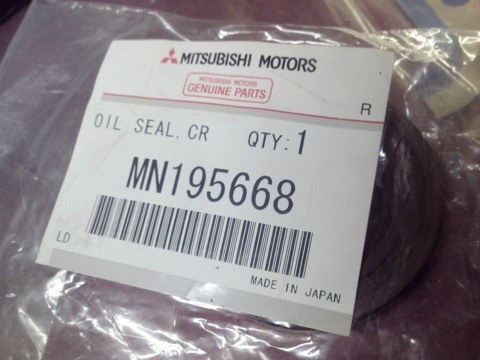 MITSUBISHI MOTORS
MITSUBISHI MOTORS
GENUINE PARTS
R
OIL SEAL,CR QTY:1
MN195668
LD
MADE IN JAPAN